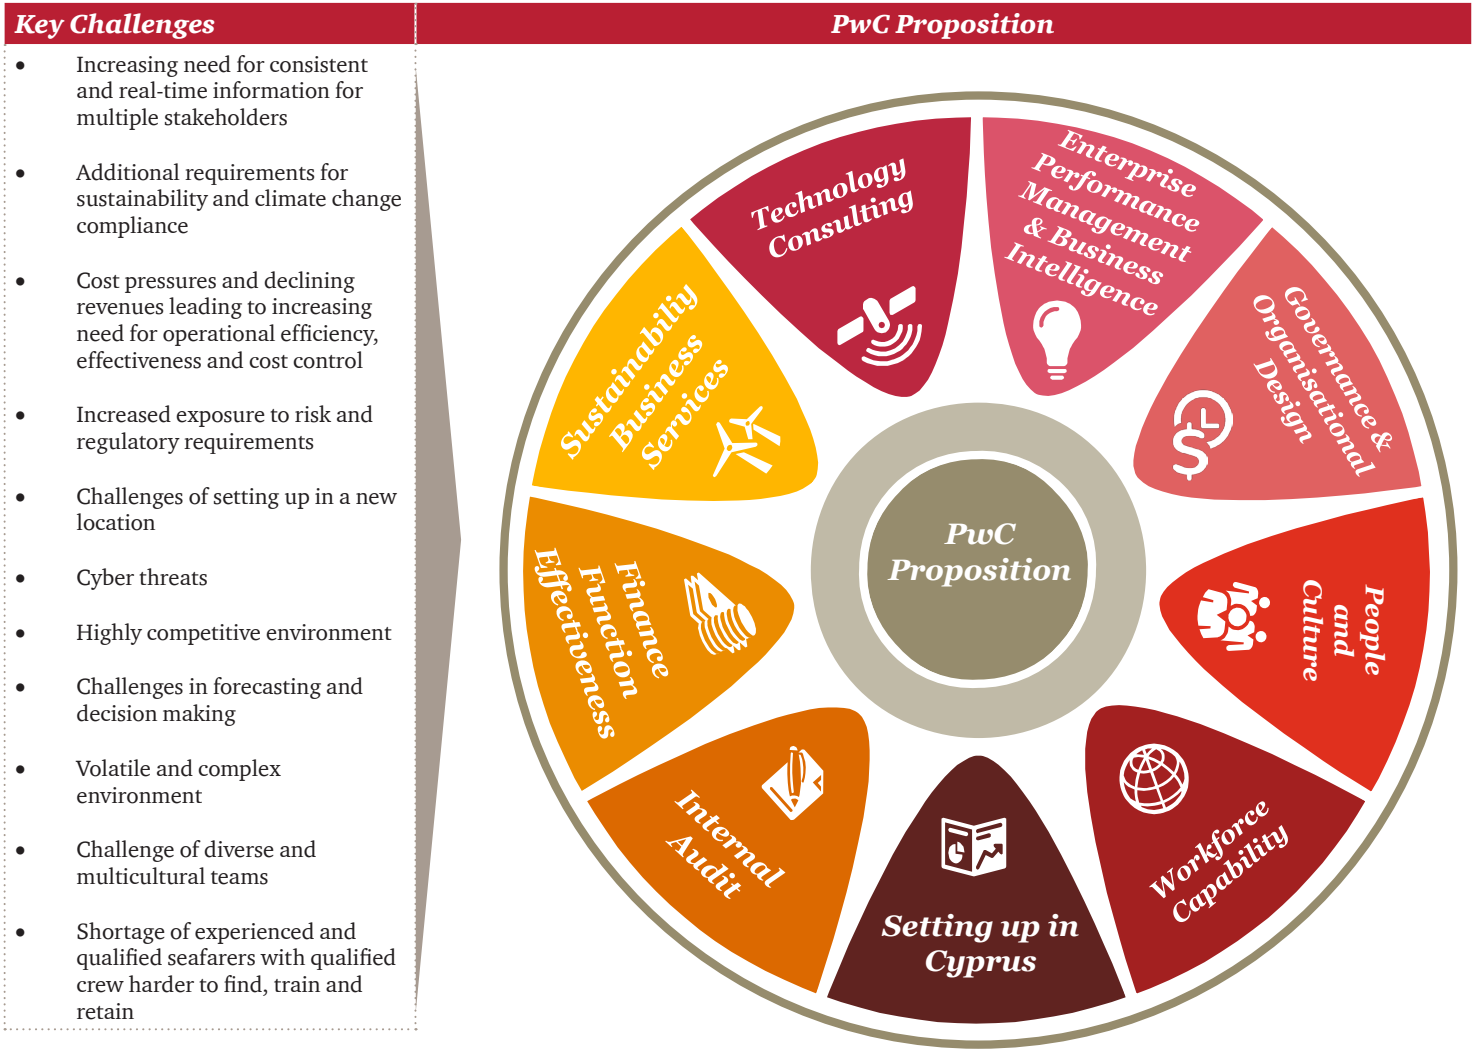 Key Challenges
PwC Proposition
• Increasing need for consistent
and real-time information for
multiple stakeholders
• Additional requirements for
sustainability and climate change
compliance
• Cost pressures and declining
revenues leading to increasing
need for operational efficiency,
effectiveness and cost control
• Increased exposure to risk and
regulatory requirements
• Challenges of setting up in a new
location
• Cyber threats
• Highly competitive environment
• Challenges in forecasting and
decision making
• Volatile and complex
environment
• Challenge of diverse and
multicultural teams
• Shortage of experienced and
qualified seafarers with qualified
crew harder to find, train and
retain
Technology
Consulting
Enterprise
Performance
Management
& Business
Intelligence
Governance &
Organisational
Design
People
and
Culture
Workforce
Capability
Setting up in
Cyprus
Internal
Audit
Finance
Function
Effectiveness
Sustainabiliy
Business
Services
PwC
Proposition